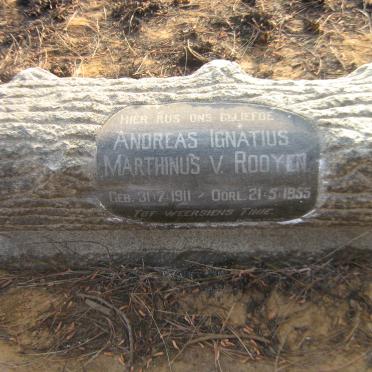 HIER RUS ONS GELIEFDE
ANDREAS IGNATIUS
MARTHINUS V. ROOYEN
GEB. 31-7-1911 OORL. 21-5-1955
TOT WEERSIENS TINIE